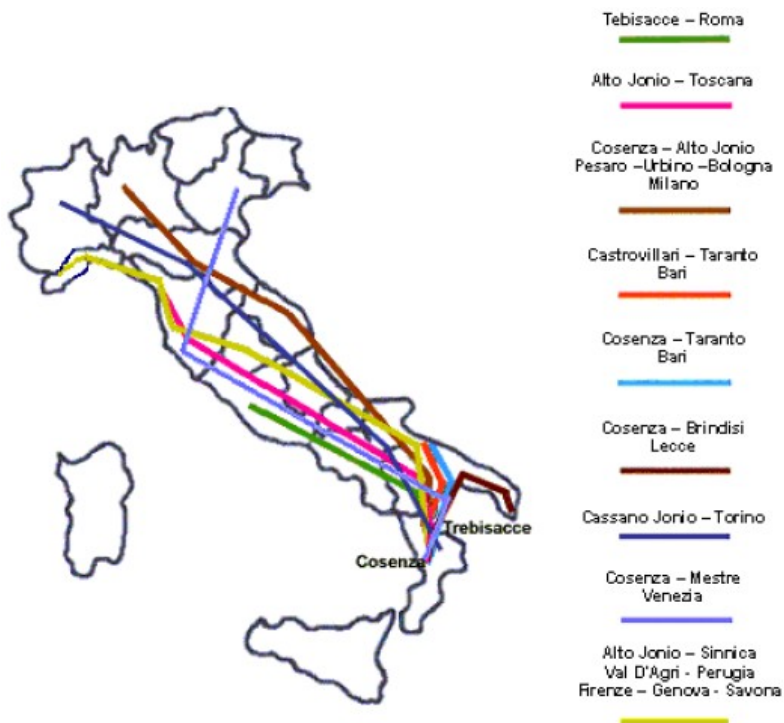 Tebisacce – Roma
Alto Jonio – Toscana
Cosenza – Alto Jonio
Pesaro –Urbino –Bologna
Milano
Castrovillari – Taranto
Bari
Cosenza – Taranto
Bari
Cosenza – Brindisi
Lecce
Cassano Jonio – Torino
Cosenza – Mestre
Venezia
Alto Jonio – Sinnica
Val D'Agri - Perugia
Firenze – Genova - Savona
Trebisacce
Cosenza